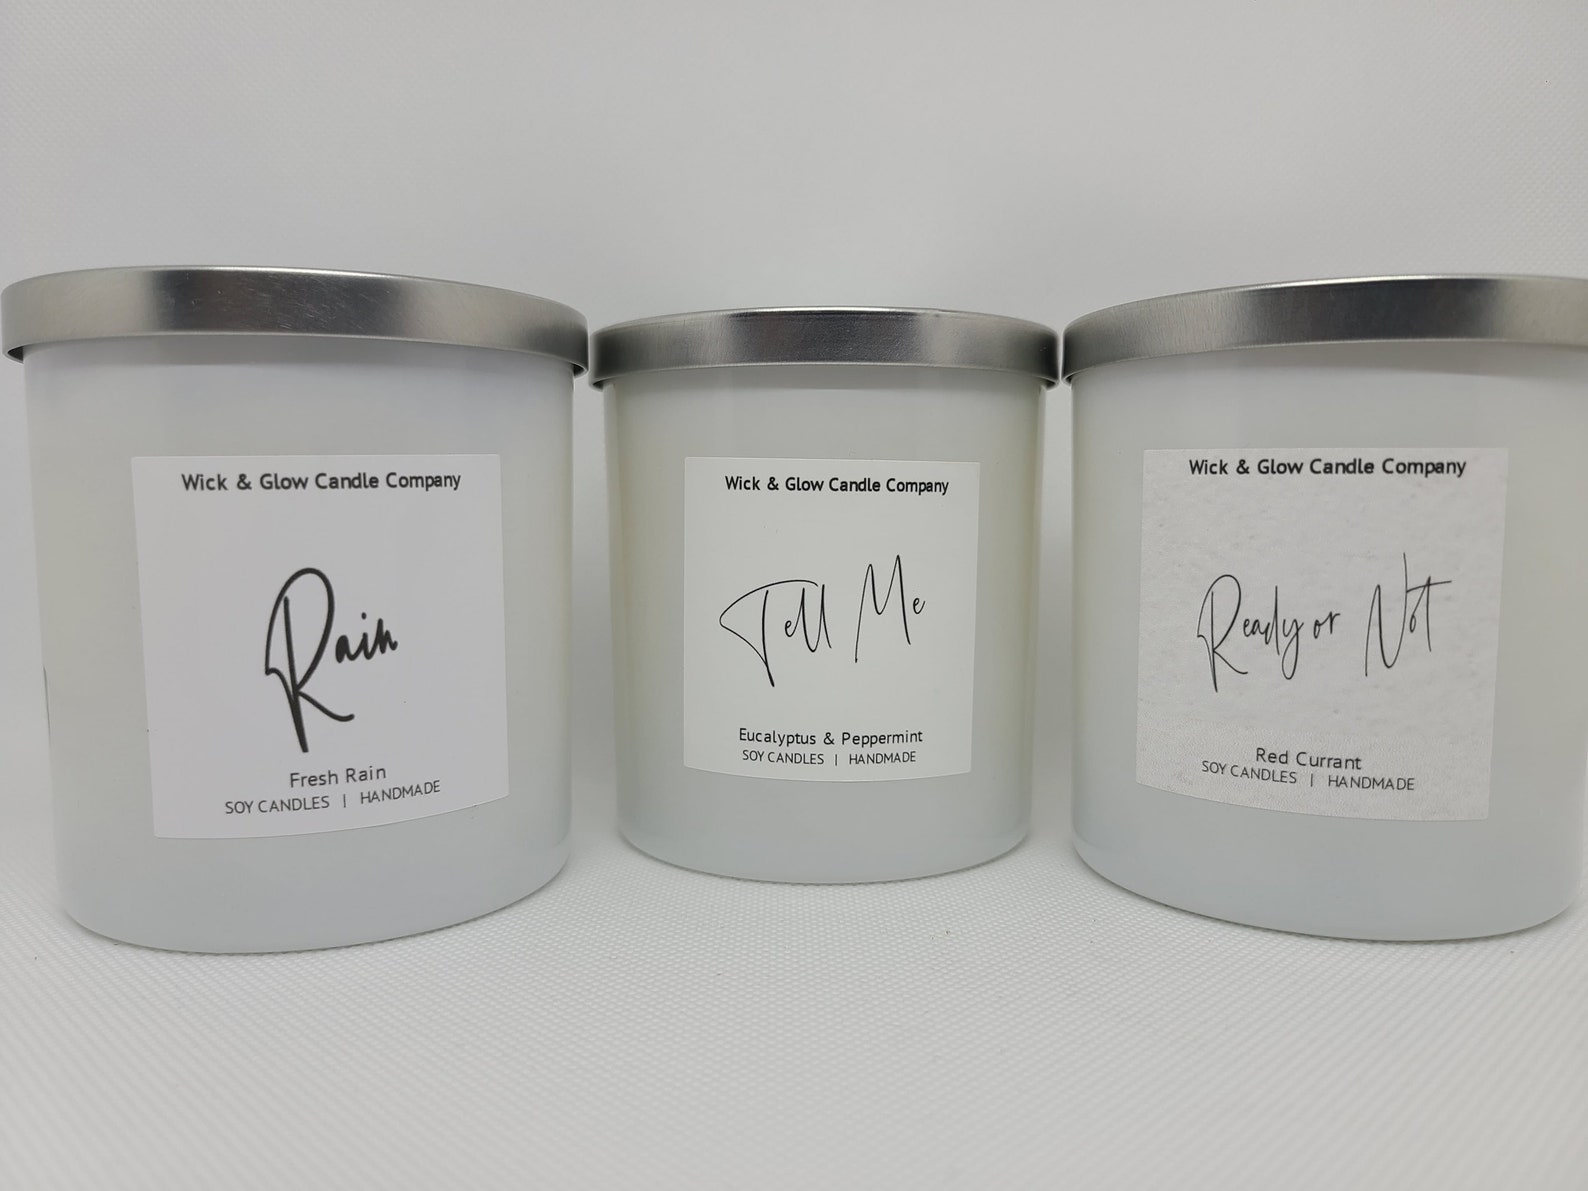 Wick & Glow Candle Company
Rain
Fresh Rain
SOY CANDLES | HANDMADE
Wick & Glow Candle Company
Tell Me
Eucalyptus & Peppermint
SOY CANDLES | HANDMADE
Wick & Glow Candle Company
Ready or Not
Red Currant
SOY CANDLES | HANDMADE